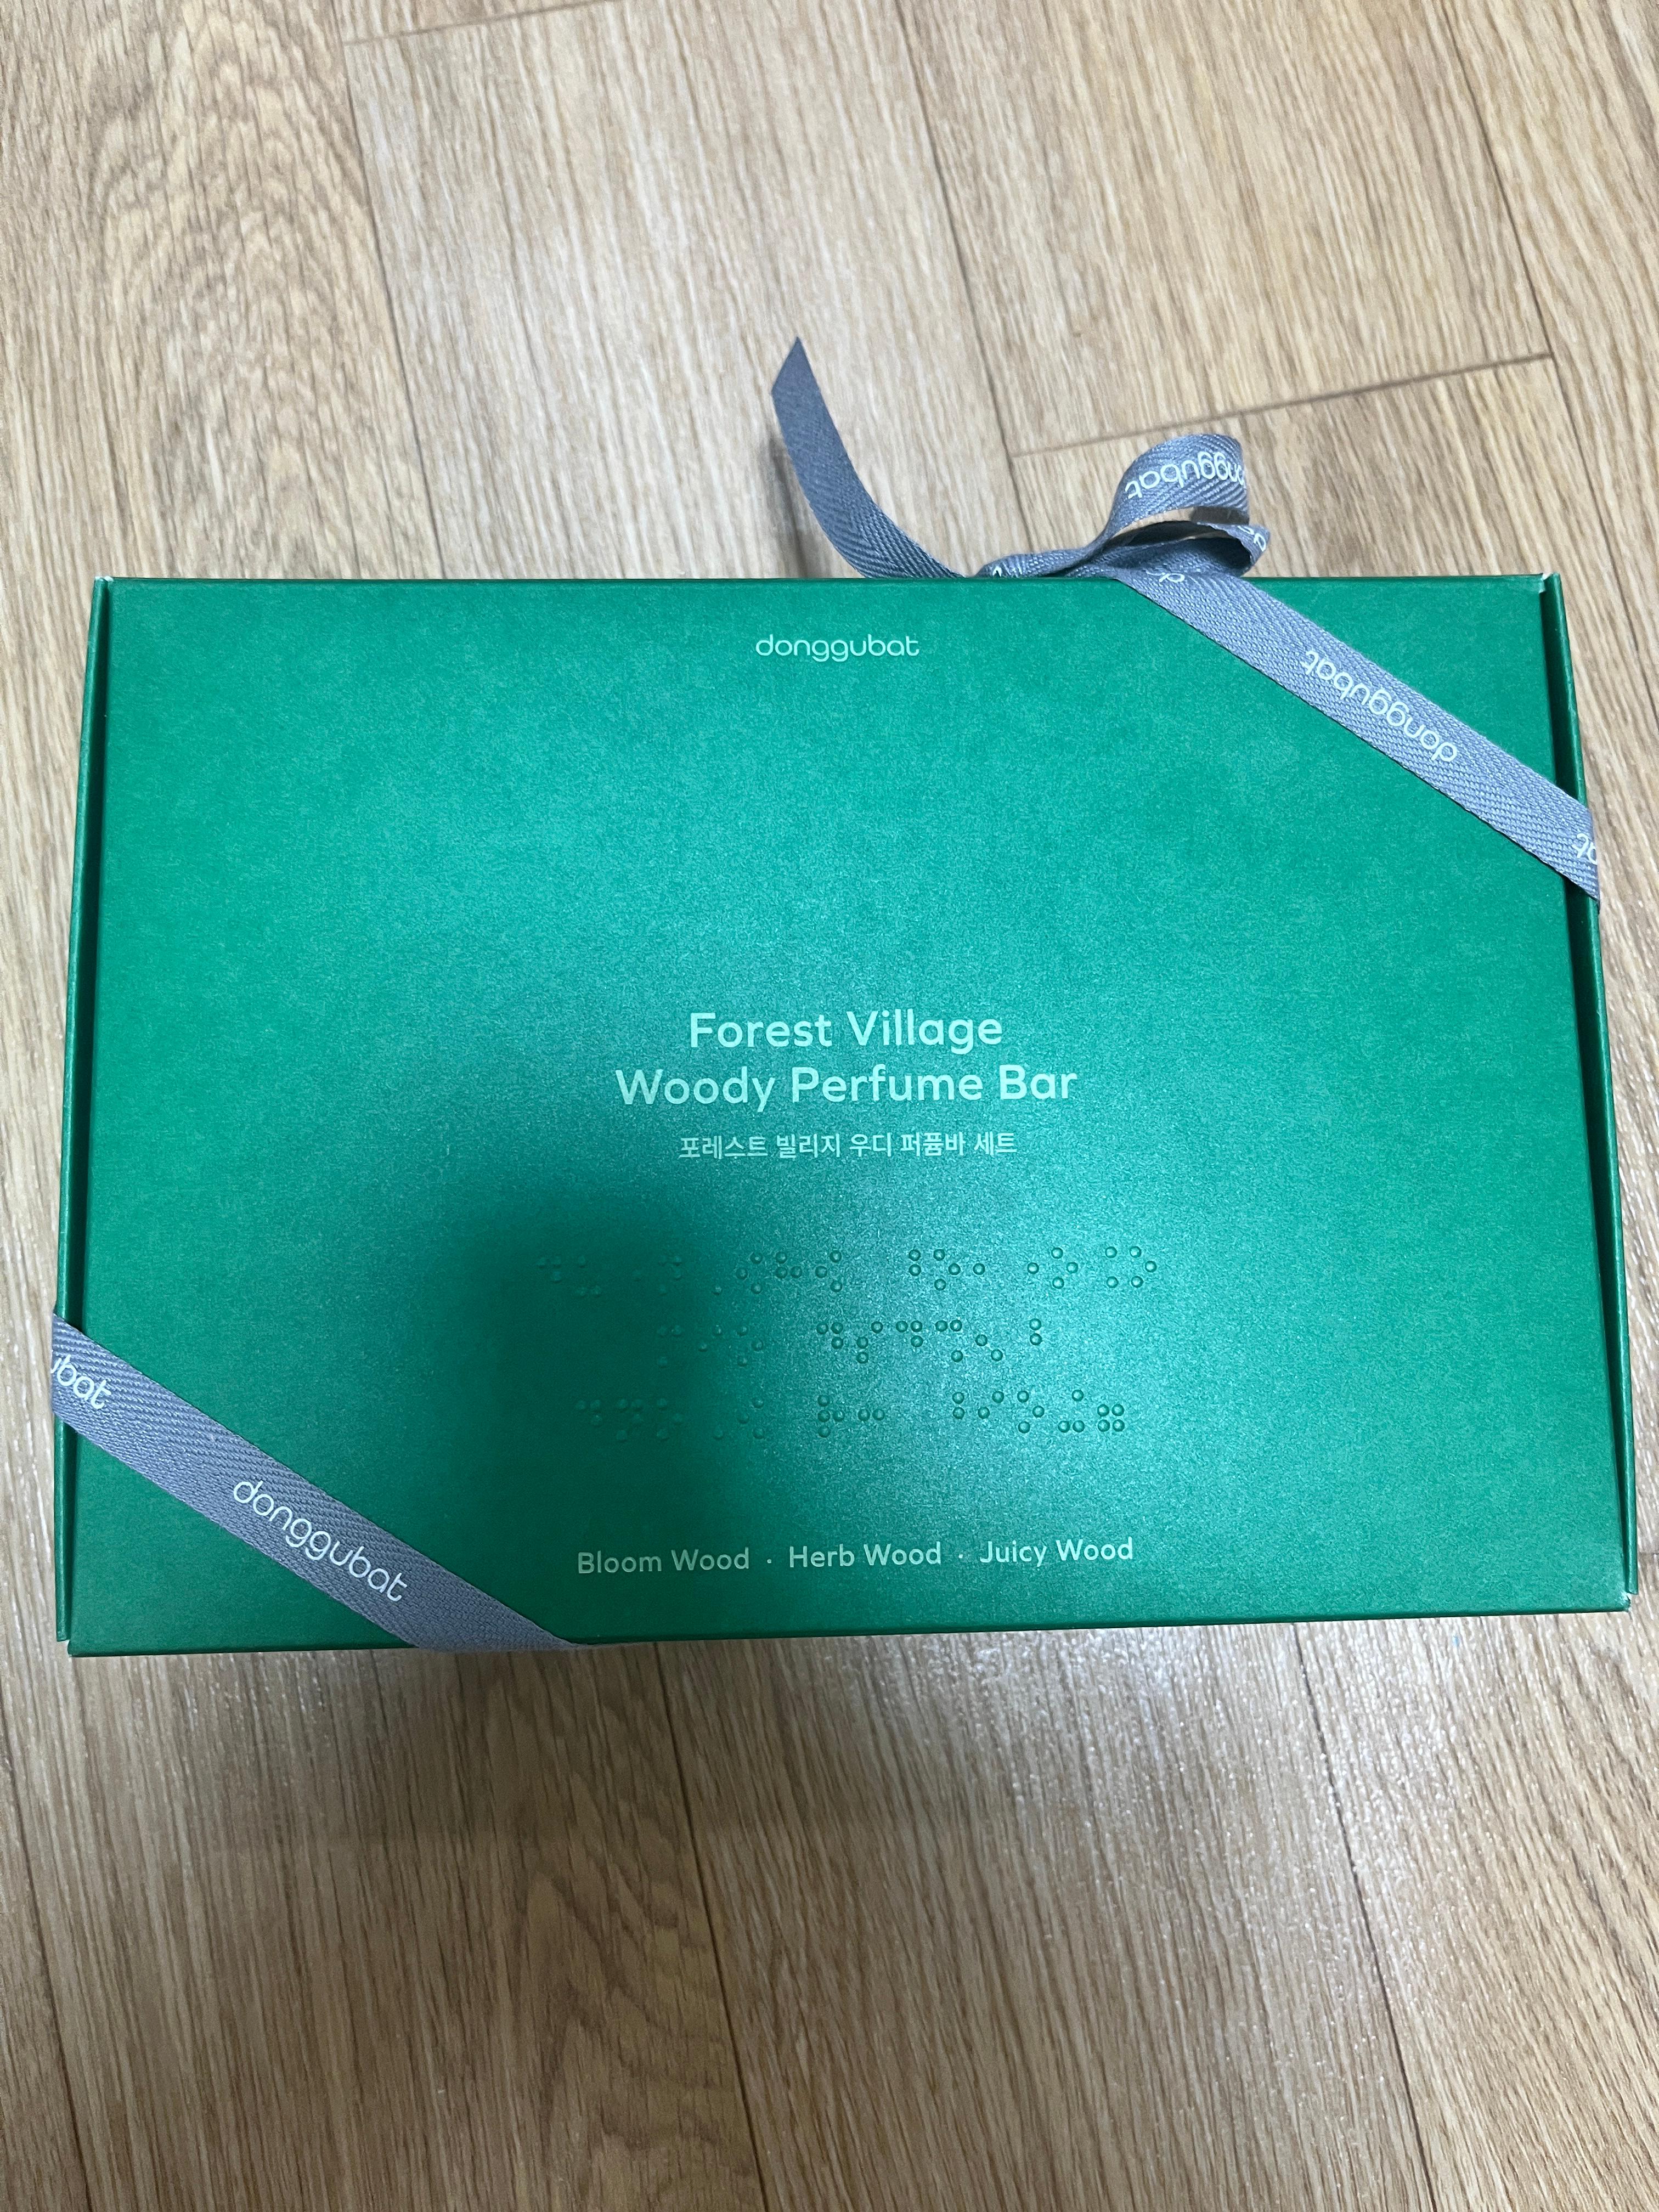 donggubat
donggubat
donggubat
Forest Village
Woody Perfume Bar
포레스트 빌리지 우디 퍼퓸바 세트
ubat
donggubat
Bloom Wood · Herb Wood · Juicy Wood